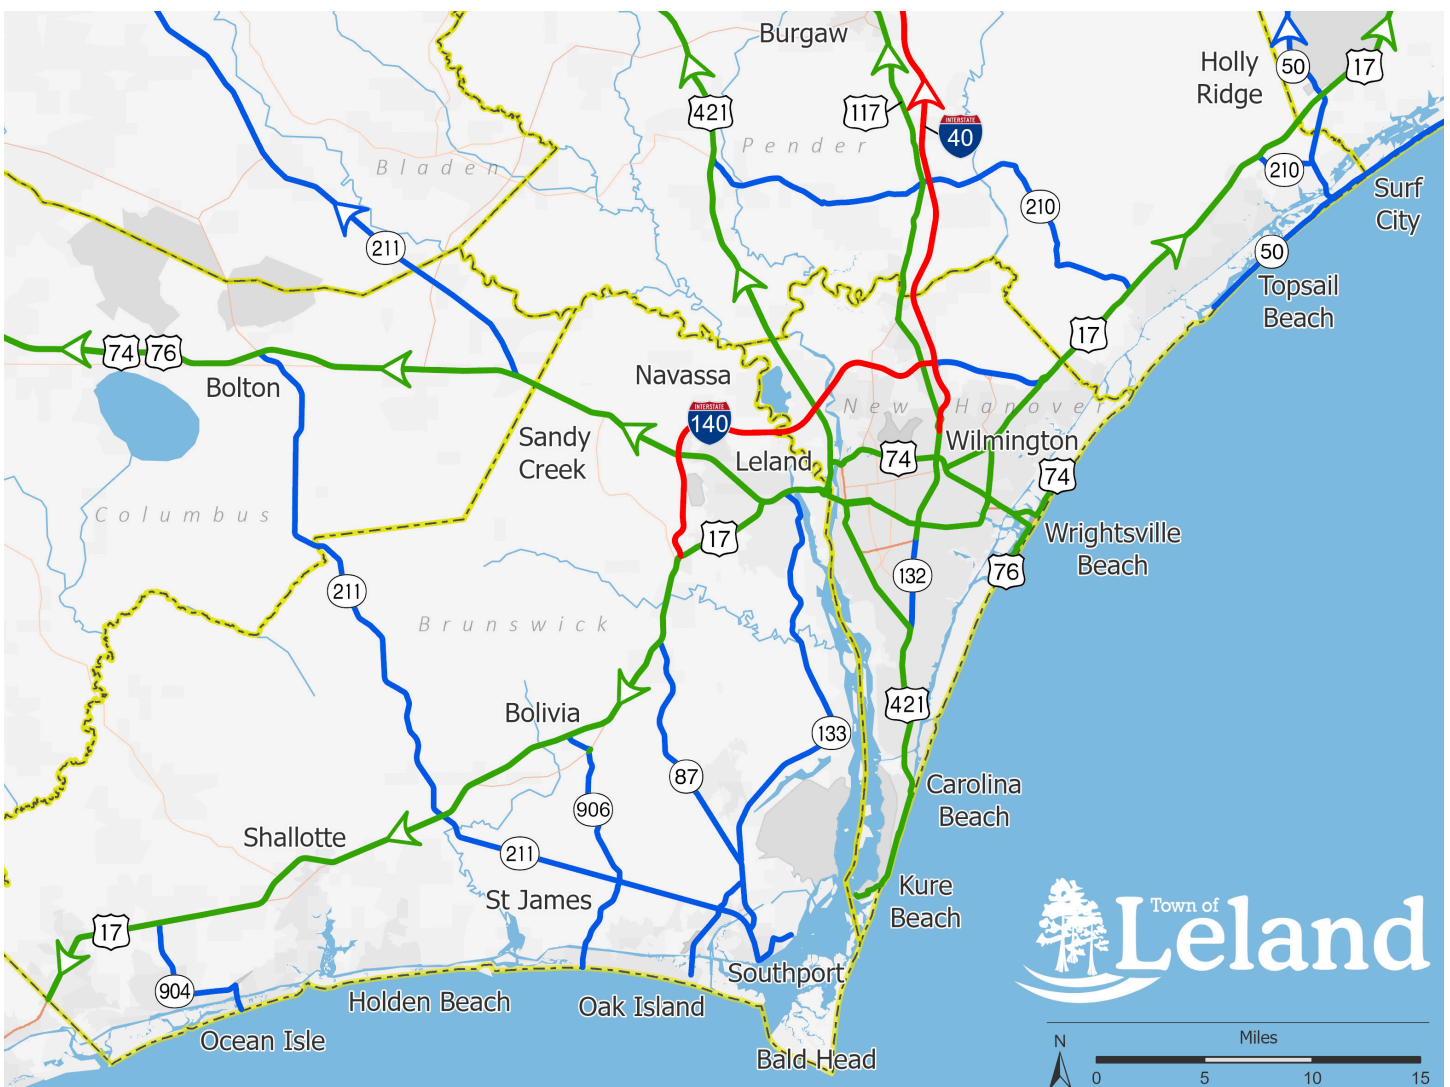 Burgaw
Holly
Ridge
50
17
421
117
INTERSTATE
40
Pender
Bladen
210
210
Surf
City
211
50
Topsail
Beach
17
74
76
Bolton
Navassa
INTERSTATE
140
New Hanover
Sandy
Creek
Leland
74
Wilmington
74
Columbus
17
Wrightsville
Beach
76
132
211
Brunswick
421
Bolivia
133
87
Carolina
Beach
906
Shallotte
211
St James
Kure
Beach
17
Town of
Leland
904
Southport
Holden Beach
Oak Island
Ocean Isle
Bald Head
N
Miles
0 5 10 15